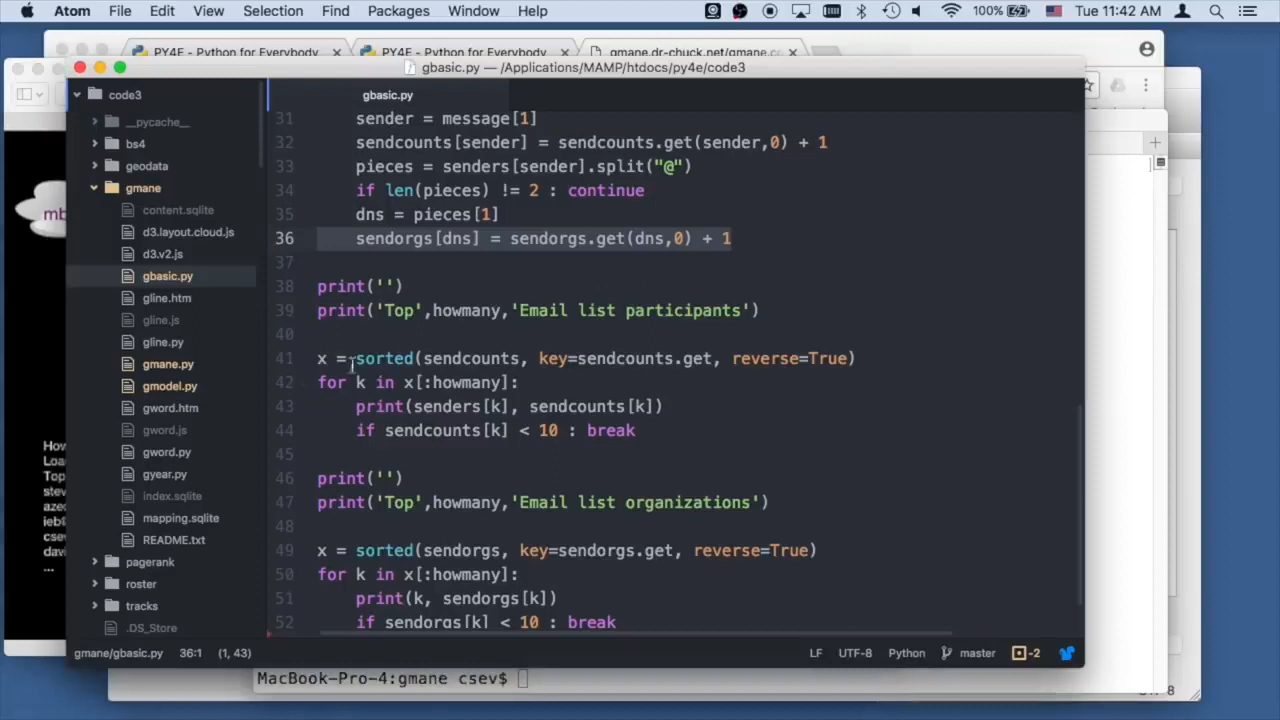 Atom File Edit View Selection Find Packages Window Help 100% Tue 11:42 AM
PY4E - Python for Everybody PY4E - Python for Everybody gmane.dr-chuck.net/gmane.c
gbasic.py — /Applications/MAMP/htdocs/py4e/code3
code3
__pycache__
bs4
geodata
gmane
content.sqlite
d3.layout.cloud.js
d3.v2.js
gbasic.py
gline.htm
gline.js
gline.py
gmane.py
gmodel.py
gword.htm
gword.js
gword.py
gyear.py
index.sqlite
mapping.sqlite
README.txt
pagerank
roster
tracks
.DS_Store
gbasic.py
31 sender = message[1]
32 sendcounts[sender] = sendcounts.get(sender,0) + 1
33 pieces = senders[sender].split("@")
34 if len(pieces) != 2 : continue
35 dns = pieces[1]
36 sendorgs[dns] = sendorgs.get(dns,0) + 1
37
38 print('')
39 print('Top',howmany,'Email list participants')
40
41 x = sorted(sendcounts, key=sendcounts.get, reverse=True)
42 for k in x[:howmany]:
43 print(senders[k], sendcounts[k])
44 if sendcounts[k] < 10 : break
45
46 print('')
47 print('Top',howmany,'Email list organizations')
48
49 x = sorted(sendorgs, key=sendorgs.get, reverse=True)
50 for k in x[:howmany]:
51 print(k, sendorgs[k])
52 if sendorgs[k] < 10 : break
mb
How
Loa
Top
stev
azec
ieb
csev
davi
...
gmane/gbasic.py 36:1 (1, 43) LF UTF-8 Python master -2
MacBook-Pro-4:gmane csev$